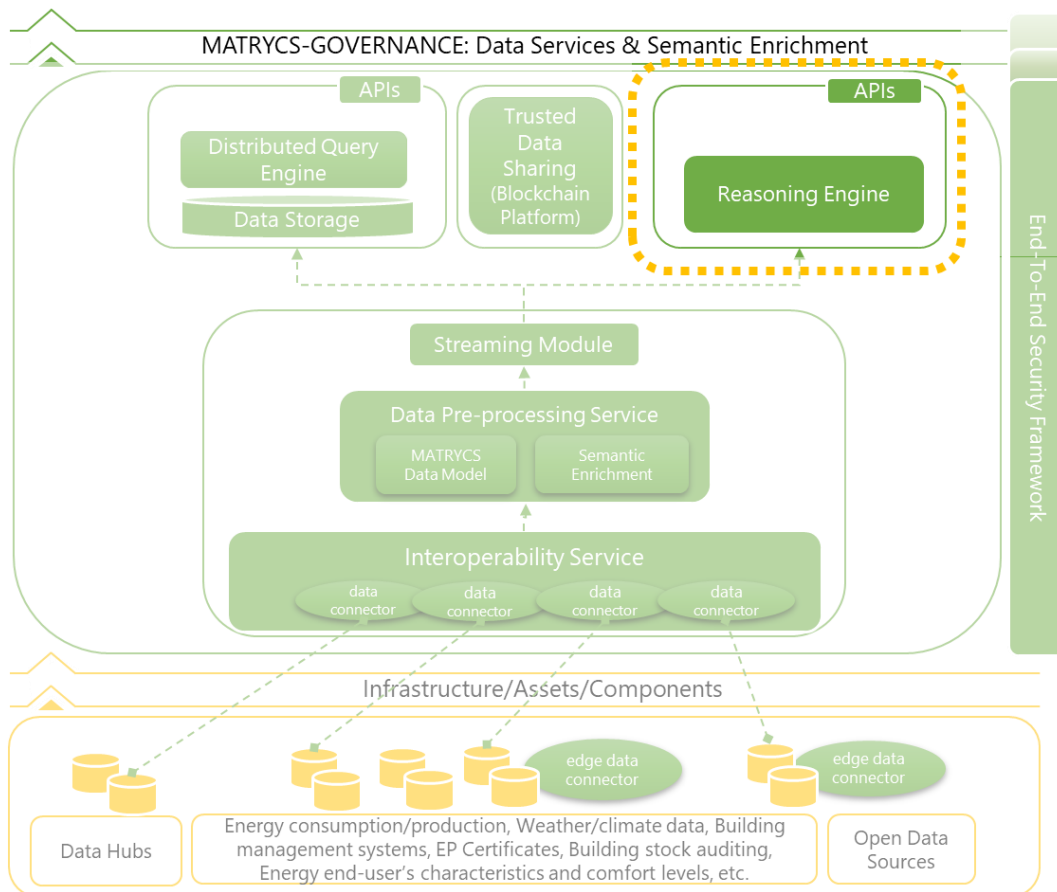 MATRYCS-GOVERNANCE: Data Services & Semantic Enrichment
APIs
Distributed Query
Engine
Data Storage
Trusted
Data
Sharing
(Blockchain
Platform)
APIs
Reasoning Engine
End-To-End Security Framework
Streaming Module
Data Pre-processing Service
MATRYCS
Data Model
Semantic
Enrichment
Interoperability Service
data
connector
data
connector
data
connector
data
connector
Infrastructure/Assets/Components
edge data
connector
edge data
connector
Data Hubs
Energy consumption/production, Weather/climate data, Building
management systems, EP Certificates, Building stock auditing,
Energy end-user's characteristics and comfort levels, etc.
Open Data
Sources